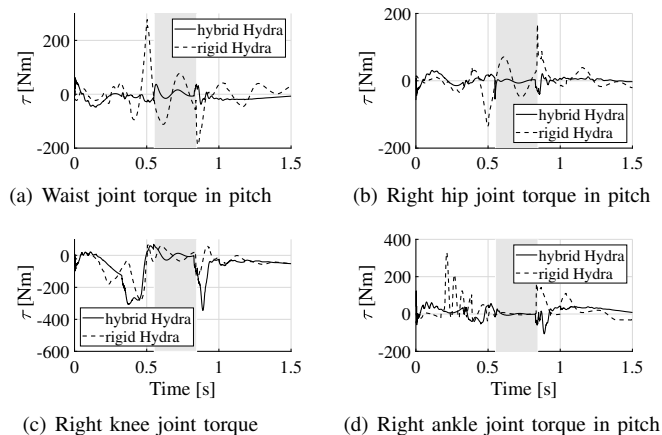 hybrid Hydra
rigid Hydra
200
0
-200
τ [Nm]
0 0.5 1 1.5
(a) Waist joint torque in pitch
200
0
-200
τ [Nm]
hybrid Hydra
rigid Hydra
0 0.5 1 1.5
(b) Right hip joint torque in pitch
0
-200
-400
-600
τ [Nm]
hybrid Hydra
rigid Hydra
0 0.5 1 1.5
Time [s]
(c) Right knee joint torque
400
200
0
-200
τ [Nm]
hybrid Hydra
rigid Hydra
0 0.5 1 1.5
Time [s]
(d) Right ankle joint torque in pitch